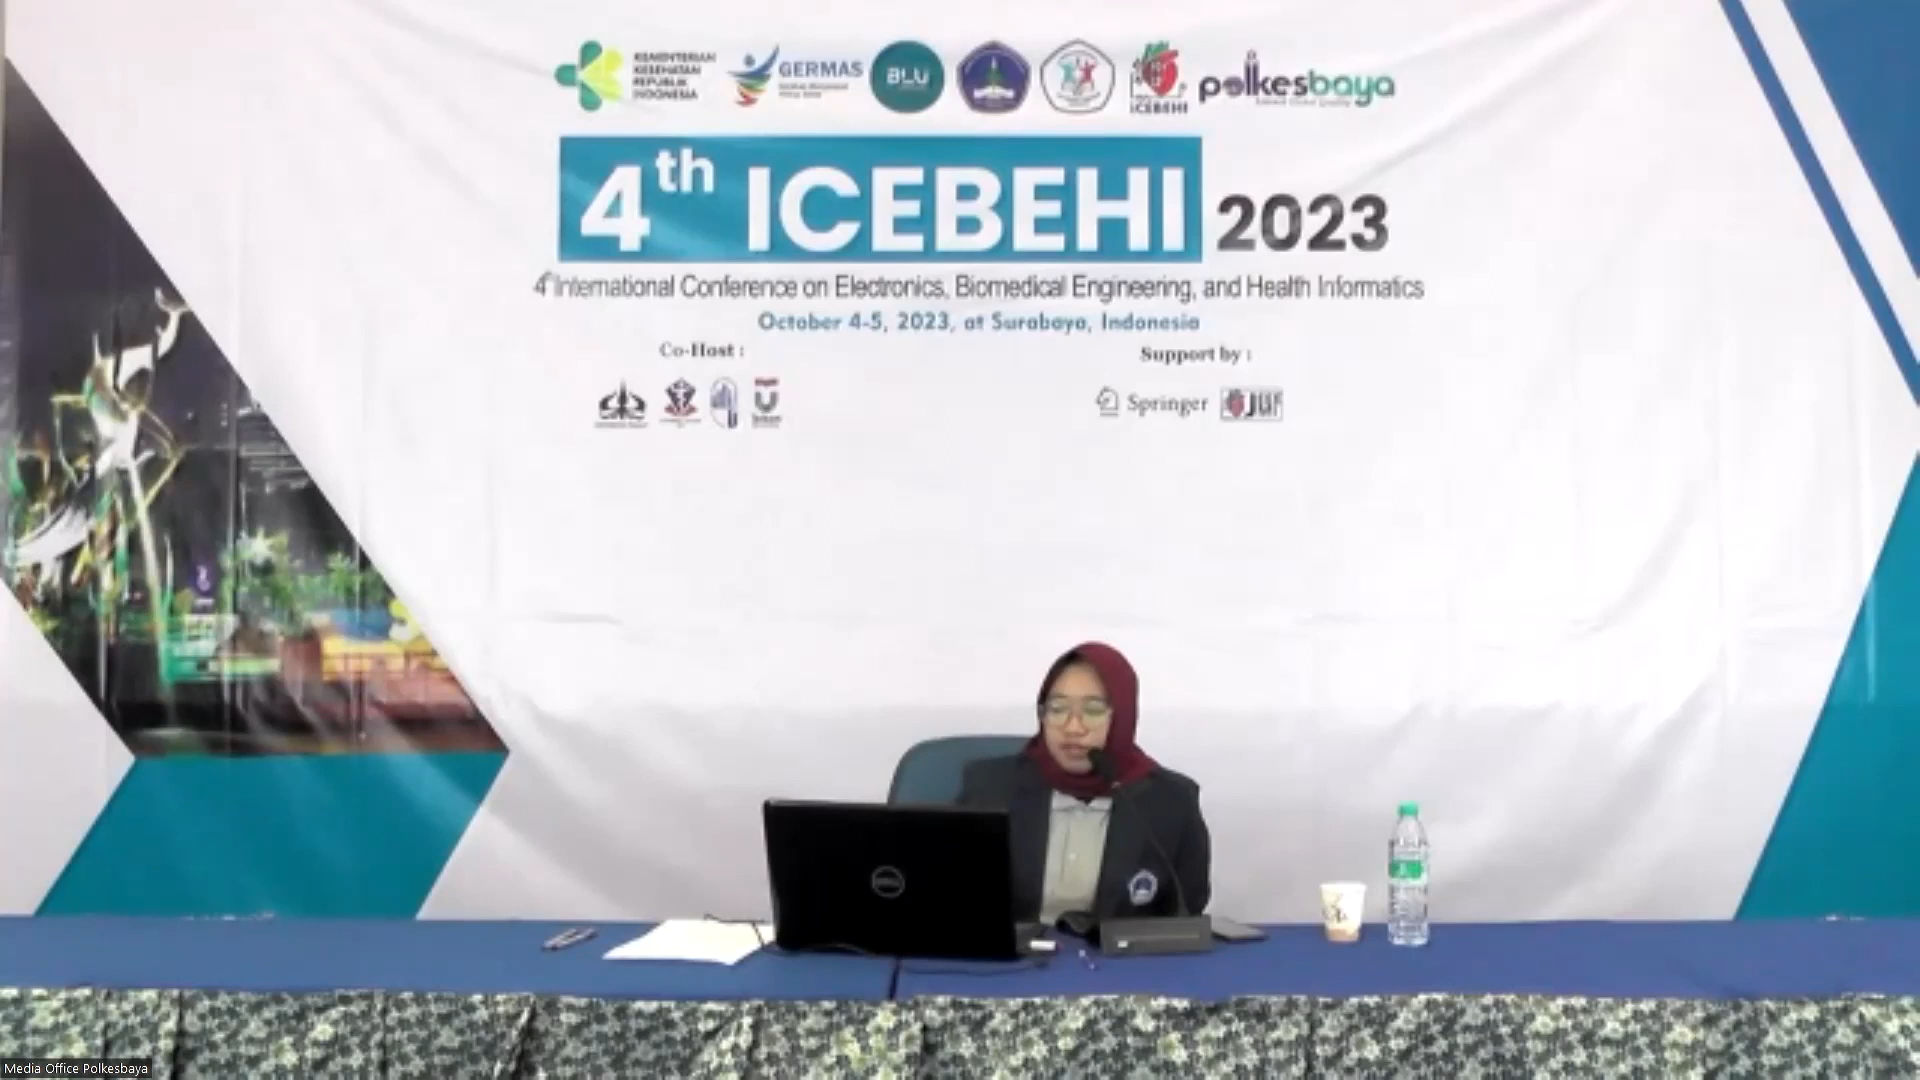 KEMENTERIAN
KESEHATAN
REPUBLIK
INDONESIA
GERMAS
BLU
ICEBEHI
polkesbaya
4th ICEBEHI 2023
4th International Conference on Electronics, Biomedical Engineering, and Health Informatics
October 4-5, 2023, at Surabaya, Indonesia
Co-Host :
Support by :
Springer
DELL
Media Office Polkesbaya